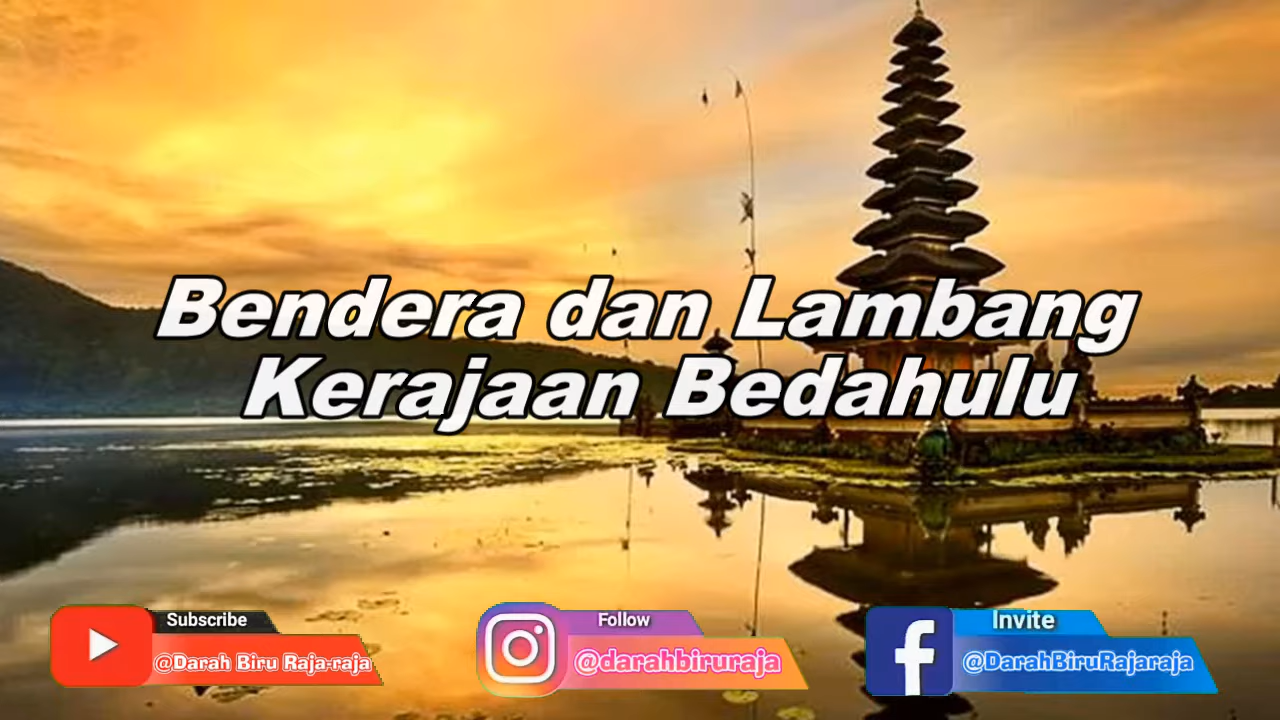 Bendera dan Lambang
Kerajaan Bedahulu
Subscribe
@Darah Biru Raja-raja
Follow
@darahbiruraja
Invite
@DarahBiruRajaraja